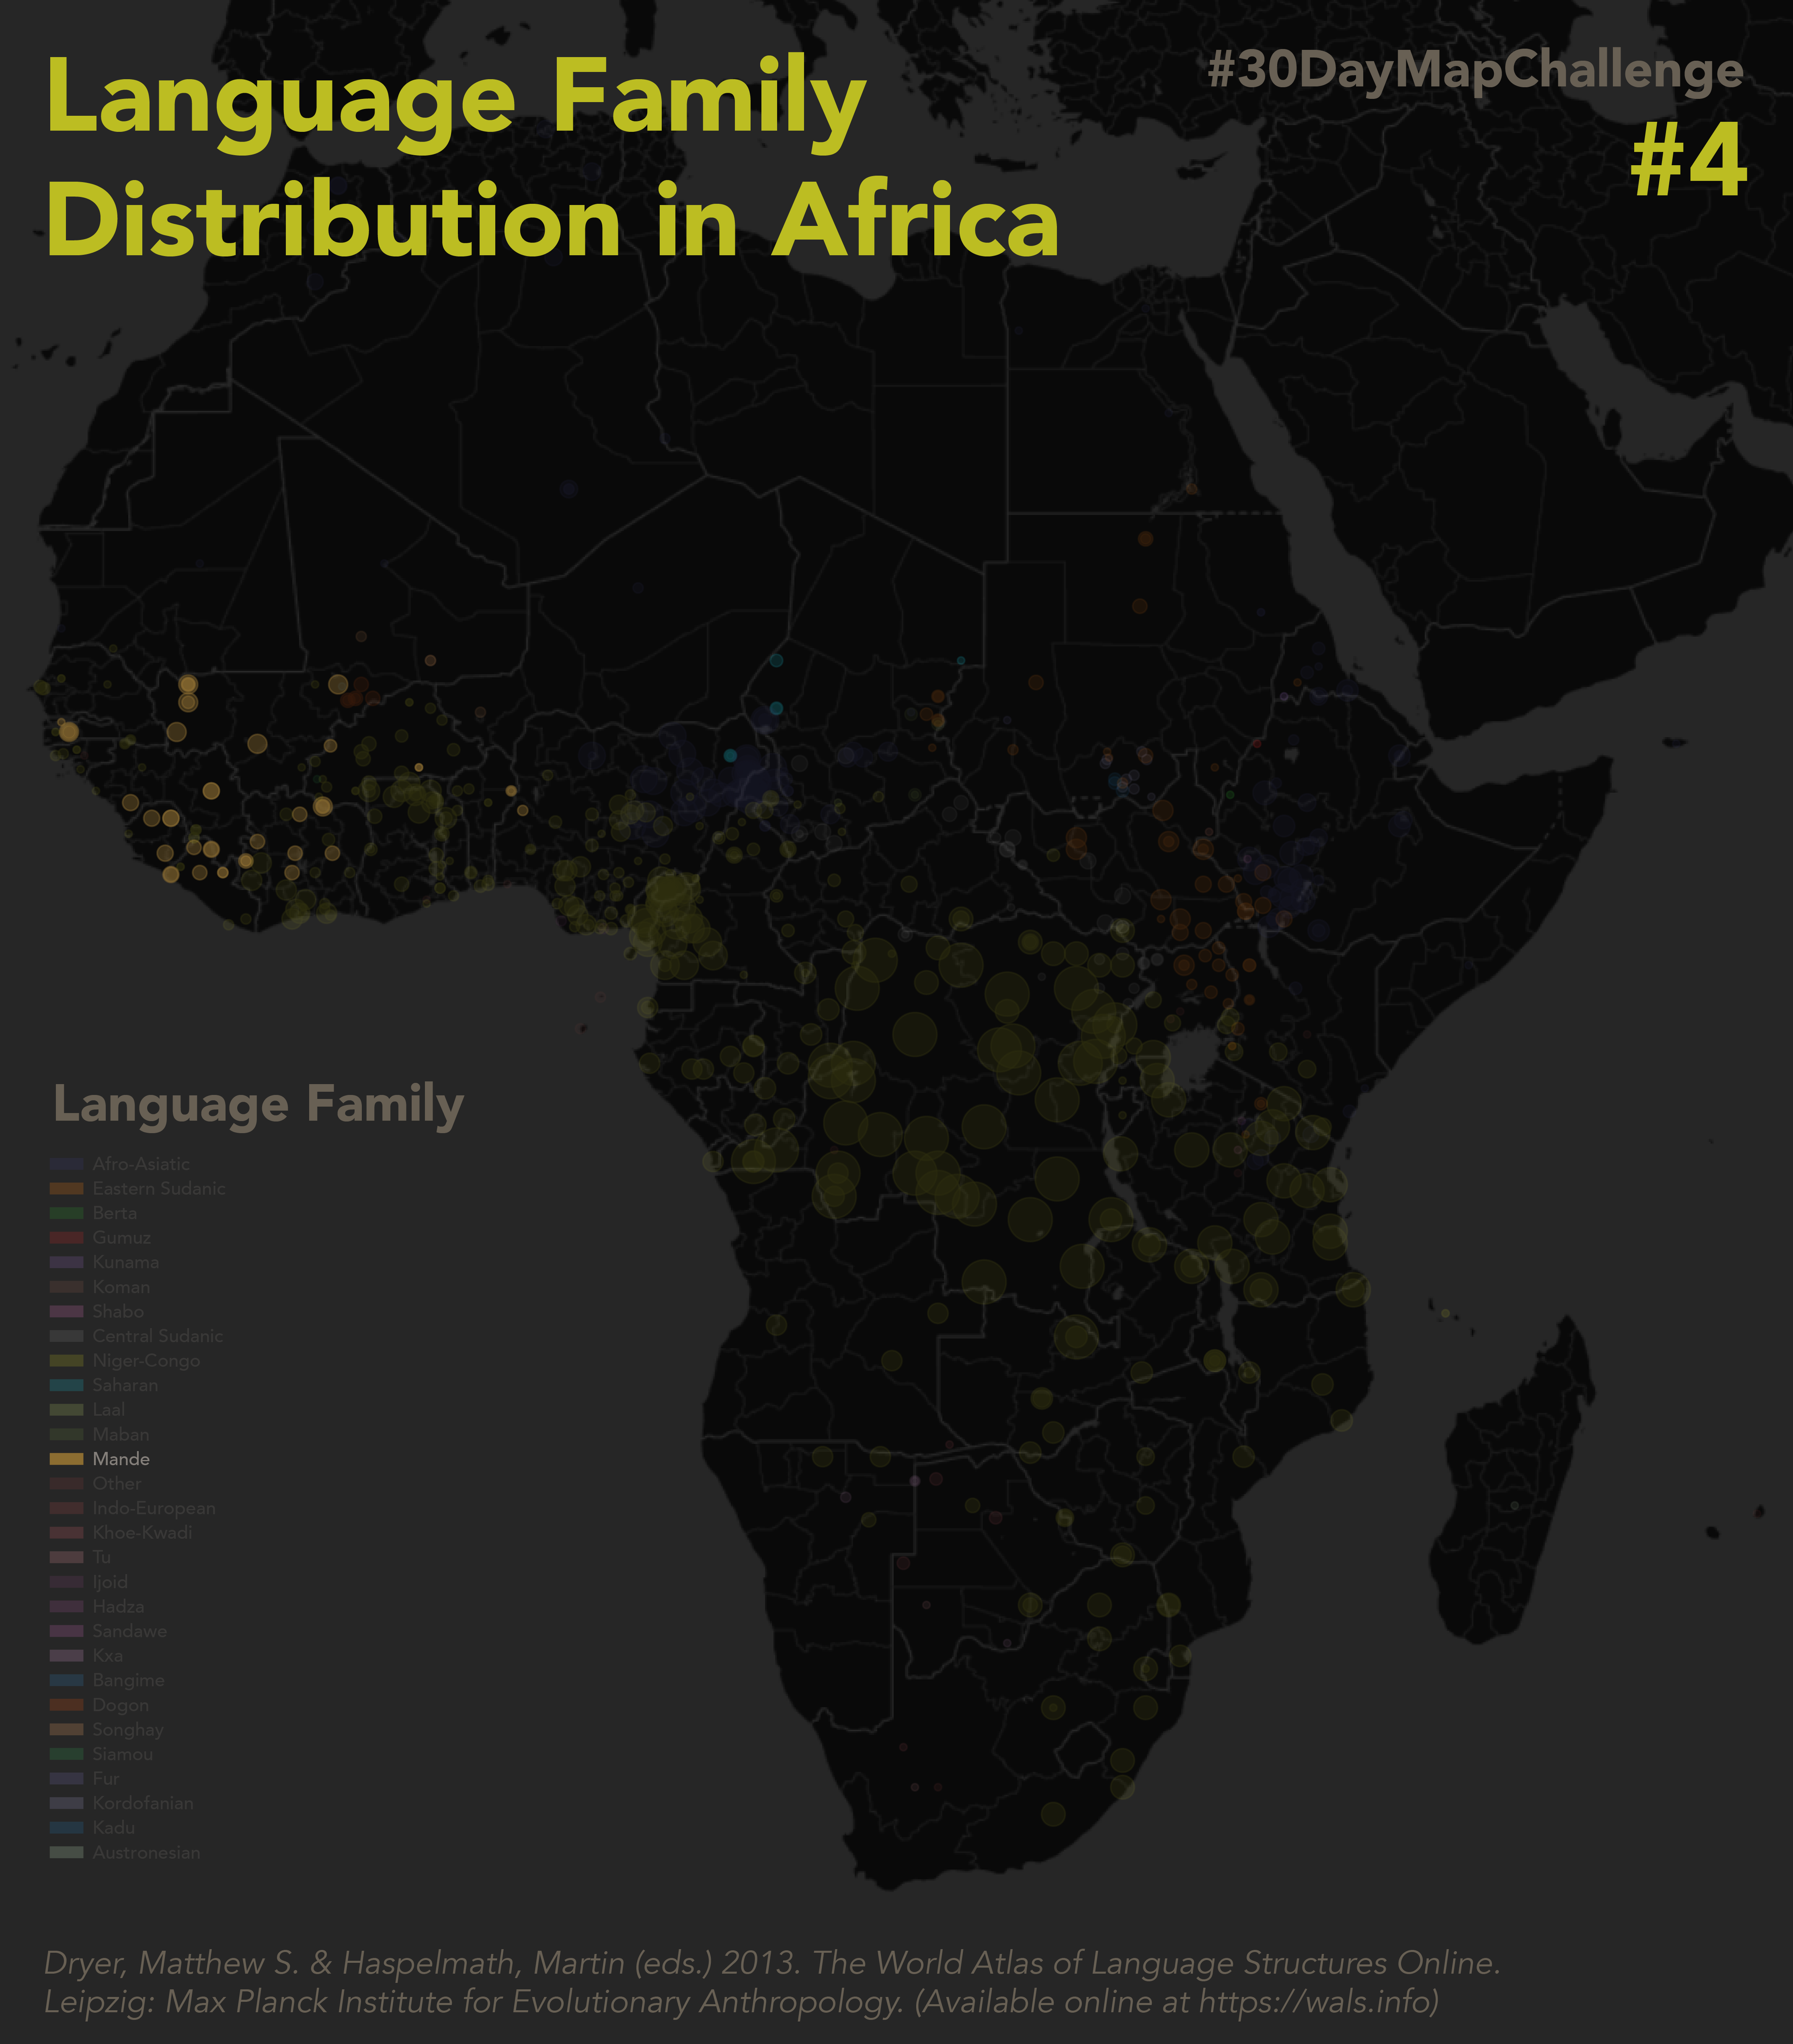 Language Family
Distribution in Africa
#30DayMapChallenge
#4
Language Family
Afro-Asiatic
Eastern Sudanic
Berta
Gumuz
Kunama
Koman
Shabo
Central Sudanic
Niger-Congo
Saharan
Laal
Maban
Mande
Other
Indo-European
Khoe-Kwadi
Tu
Ijoid
Hadza
Sandawe
Kxa
Bangime
Dogon
Songhay
Siamou
Fur
Kordofanian
Kadu
Austronesian
Dryer, Matthew S. & Haspelmath, Martin (eds.) 2013. The World Atlas of Language Structures Online.
Leipzig: Max Planck Institute for Evolutionary Anthropology. (Available online at https://wals.info)